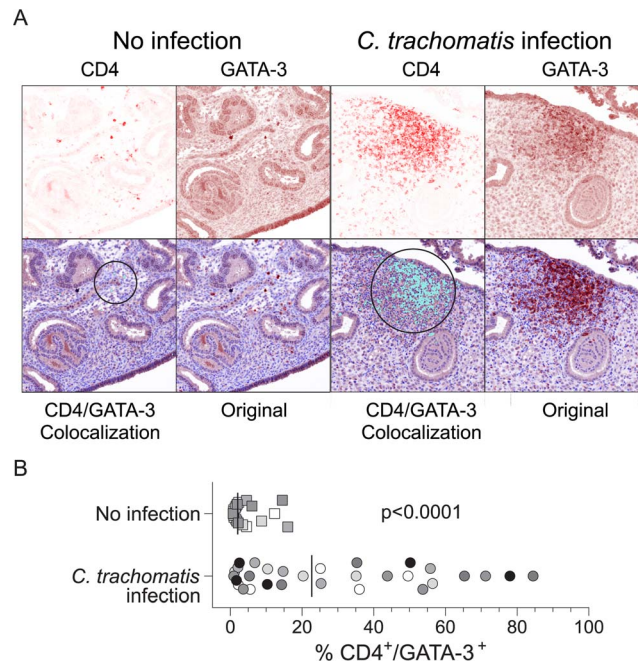 A
No infection
C. trachomatis infection
CD4
GATA-3
CD4
GATA-3
CD4/GATA-3
Colocalization
Original
CD4/GATA-3
Colocalization
Original
B
No infection
p<0.0001
C. trachomatis
infection
0 20 40 60 80 100
% CD4⁺/GATA-3⁺